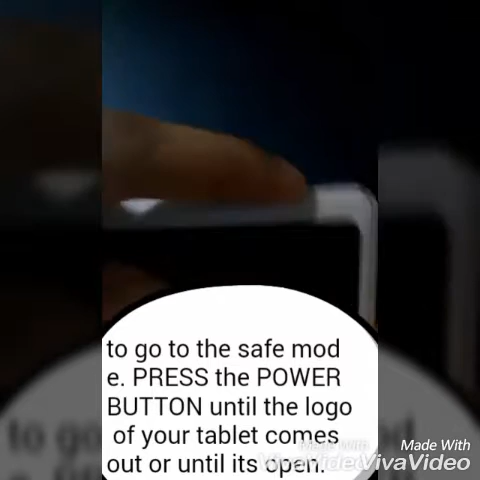 to go to the safe mod
e. PRESS the POWER
BUTTON until the logo
of your tablet comes
out or until its open.
Made With
VivaVideo